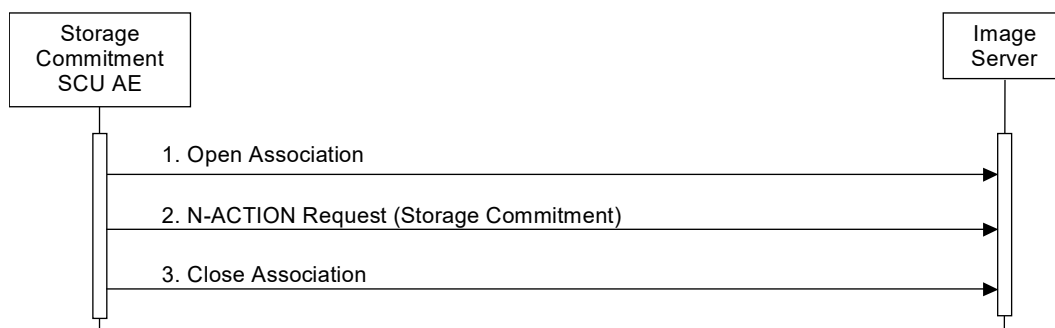 Storage
Commitment
SCU AE
Image
Server
1. Open Association
2. N-ACTION Request (Storage Commitment)
3. Close Association